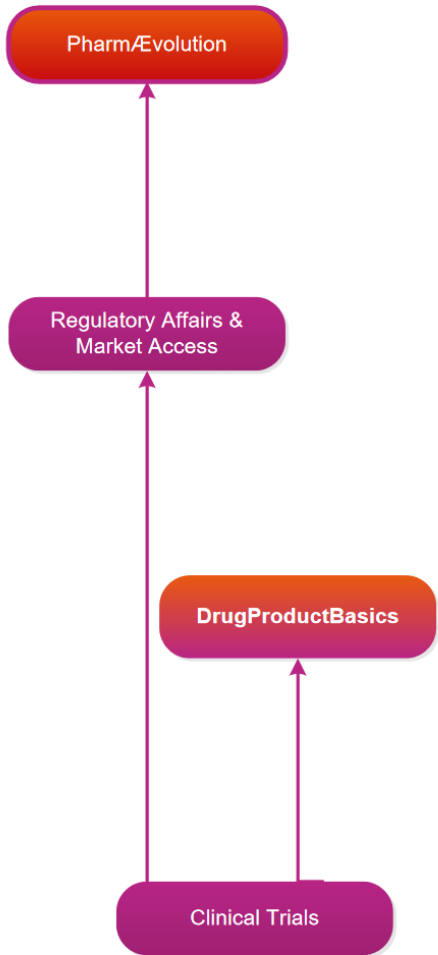 PharmÆvolution
Regulatory Affairs &
Market Access
DrugProductBasics
Clinical Trials